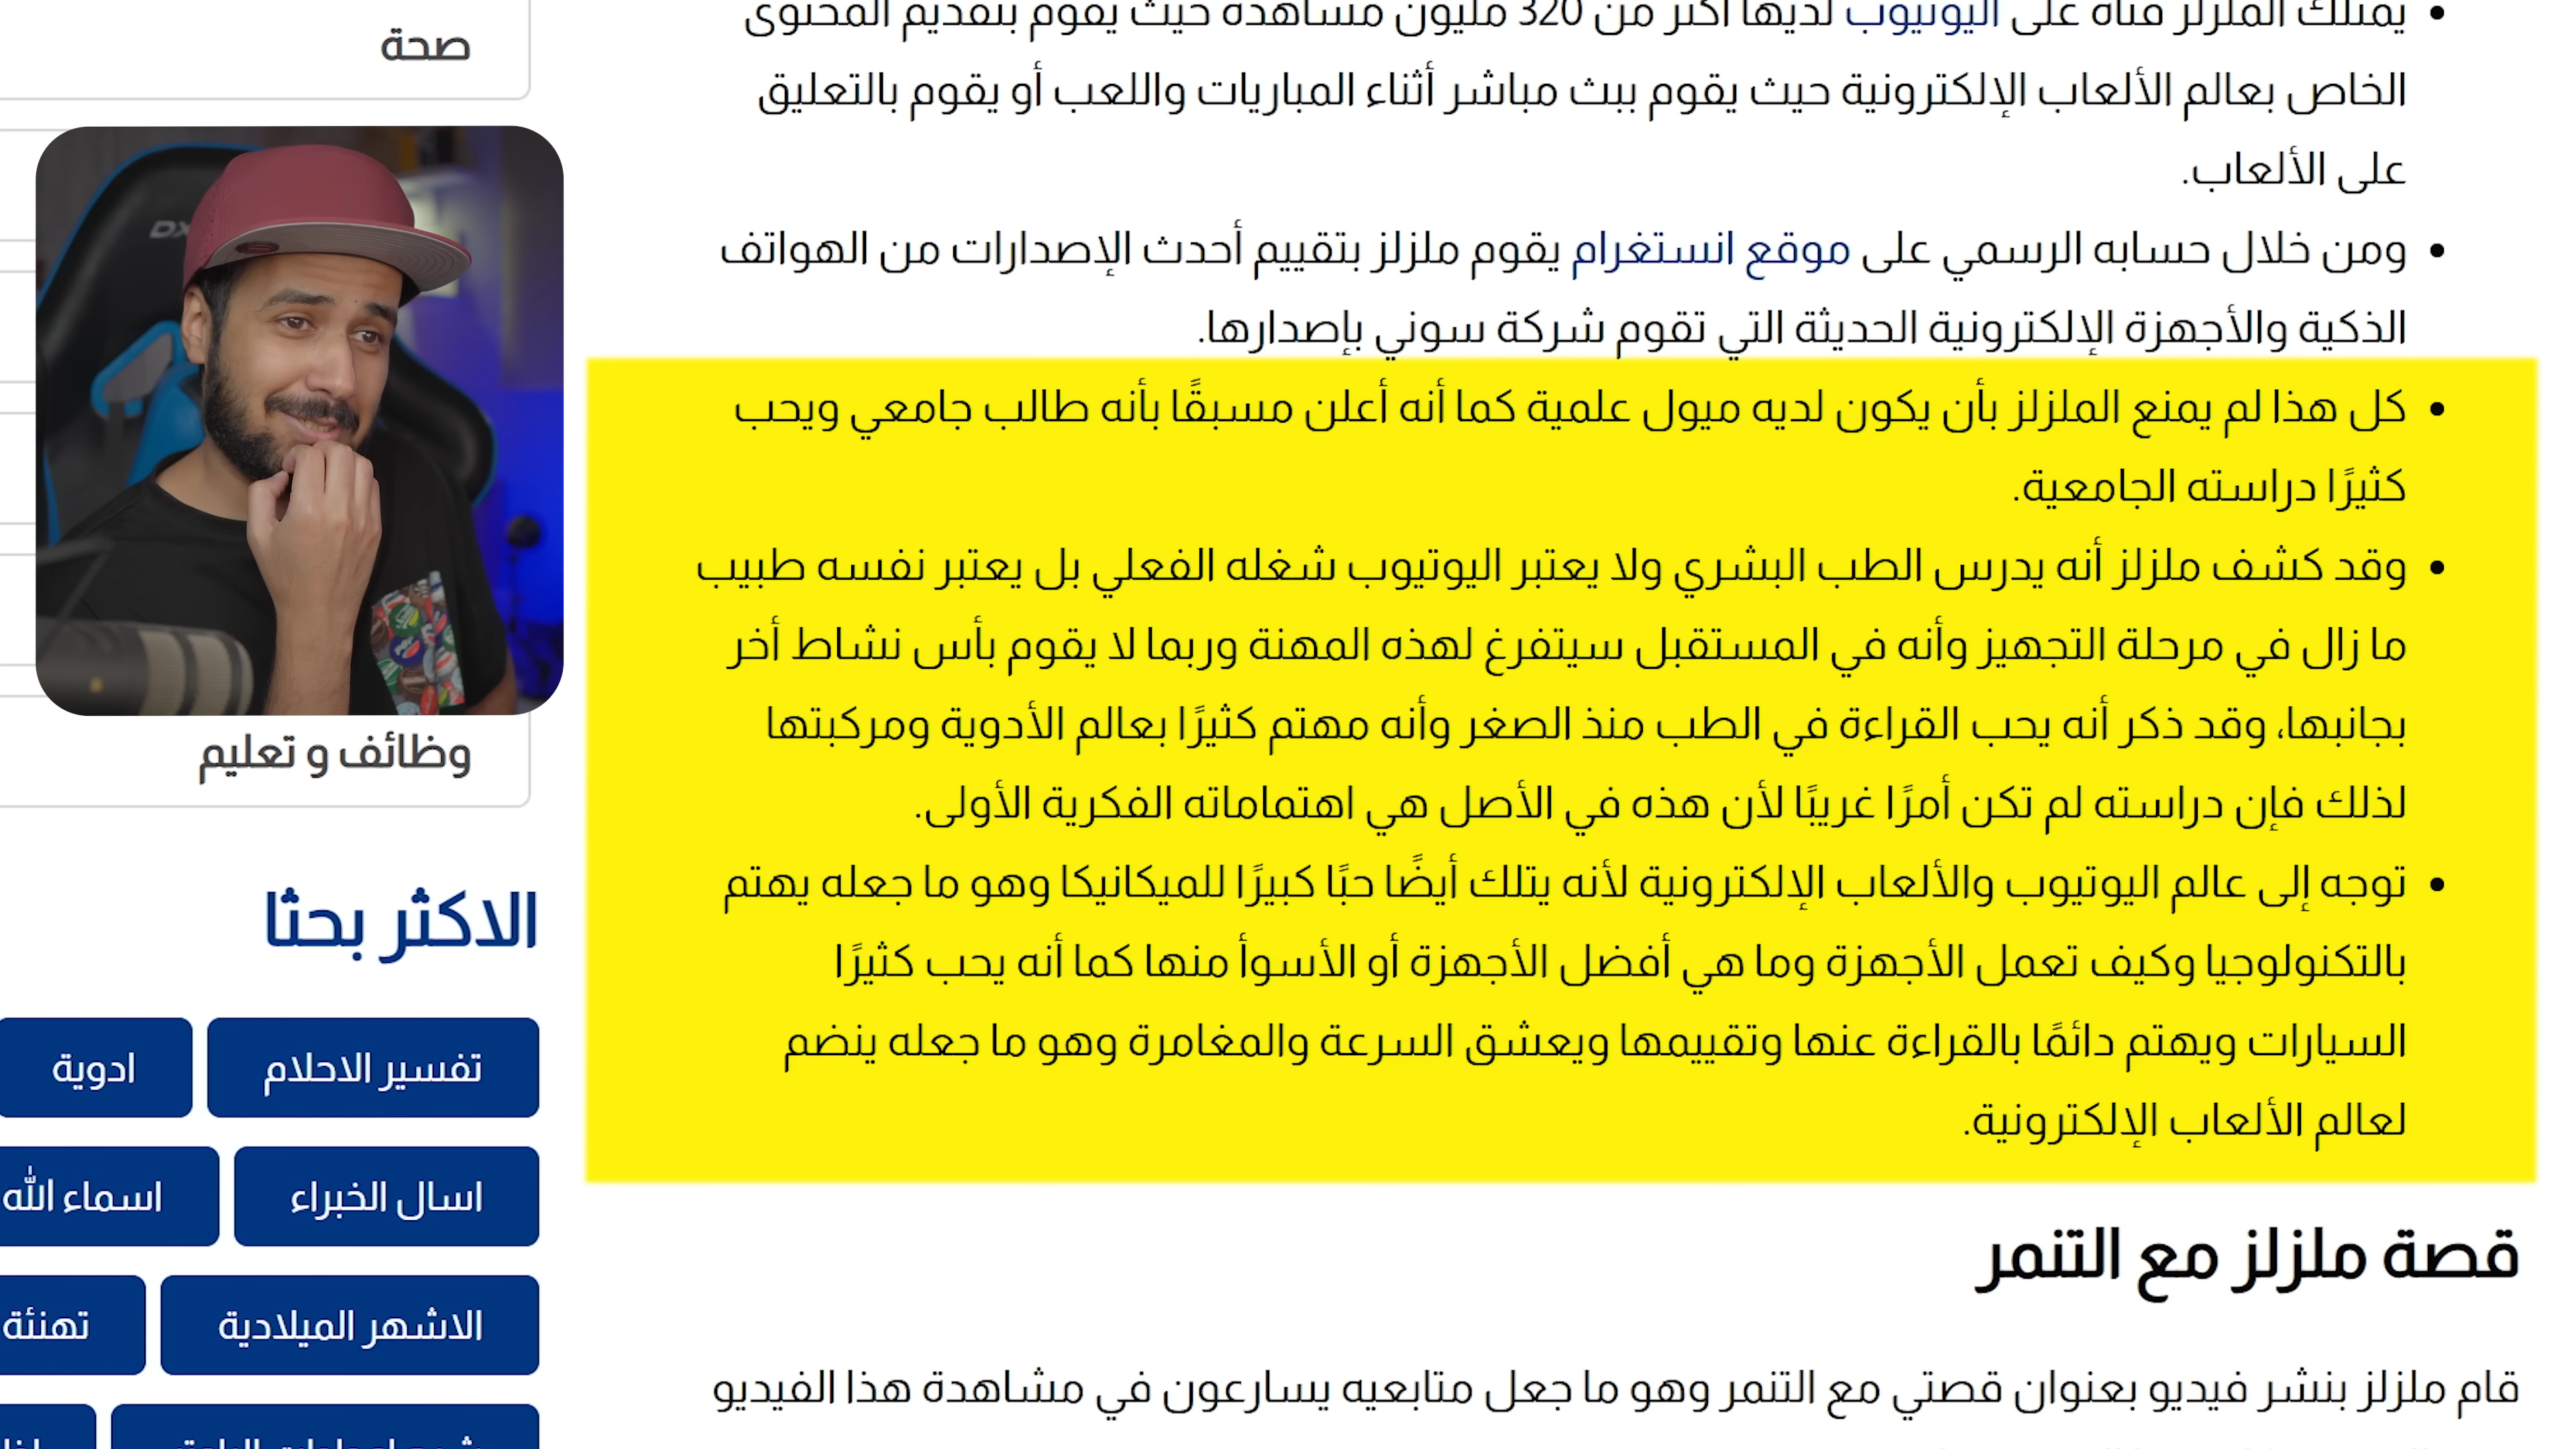 يمتلك الملزلز قناة على اليوتيوب لديها أكثر من 320 مليون مشاهدة حيث يقوم بتقديم المحتوى
الخاص بعالم الألعاب الإلكترونية حيث يقوم ببث مباشر أثناء المباريات واللعب أو يقوم بالتعليق
على الألعاب.
ومن خلال حسابه الرسمي على موقع انستغرام يقوم ملزلز بتقييم أحدث الإصدارات من الهواتف
الذكية والأجهزة الإلكترونية الحديثة التي تقوم شركة سوني بإصدارها.
كل هذا لم يمنع الملزلز بأن يكون لديه ميول علمية كما أنه أعلن مسبقًا بأنه طالب جامعي ويحب
كثيرًا دراسته الجامعية.
وقد كشف ملزلز أنه يدرس الطب البشري ولا يعتبر اليوتيوب شغله الفعلي بل يعتبر نفسه طبيب
ما زال في مرحلة التجهيز وأنه في المستقبل سيتفرغ لهذه المهنة وربما لا يقوم بأس نشاط أخر
بجانبها، وقد ذكر أنه يحب القراءة في الطب منذ الصغر وأنه مهتم كثيرًا بعالم الأدوية ومركبتها
لذلك فإن دراسته لم تكن أمرًا غريبًا لأن هذه في الأصل هي اهتماماته الفكرية الأولى.
توجه إلى عالم اليوتيوب والألعاب الإلكترونية لأنه يتلك أيضًا حبًا كبيرًا للميكانيكا وهو ما جعله يهتم
بالتكنولوجيا وكيف تعمل الأجهزة وما هي أفضل الأجهزة أو الأسوأ منها كما أنه يحب كثيرًا
السيارات ويهتم دائمًا بالقراءة عنها وتقييمها ويعشق السرعة والمغامرة وهو ما جعله ينضم
لعالم الألعاب الإلكترونية.
قصة ملزلز مع التنمر
قام ملزلز بنشر فيديو بعنوان قصتي مع التنمر وهو ما جعل متابعيه يسارعون في مشاهدة هذا الفيديو
صحة
DX
وظائف و تعليم
الاكثر بحثا
تفسير الاحلام
ادوية
اسال الخبراء
اسماء الله
الاشهر الميلادية
تهنئة